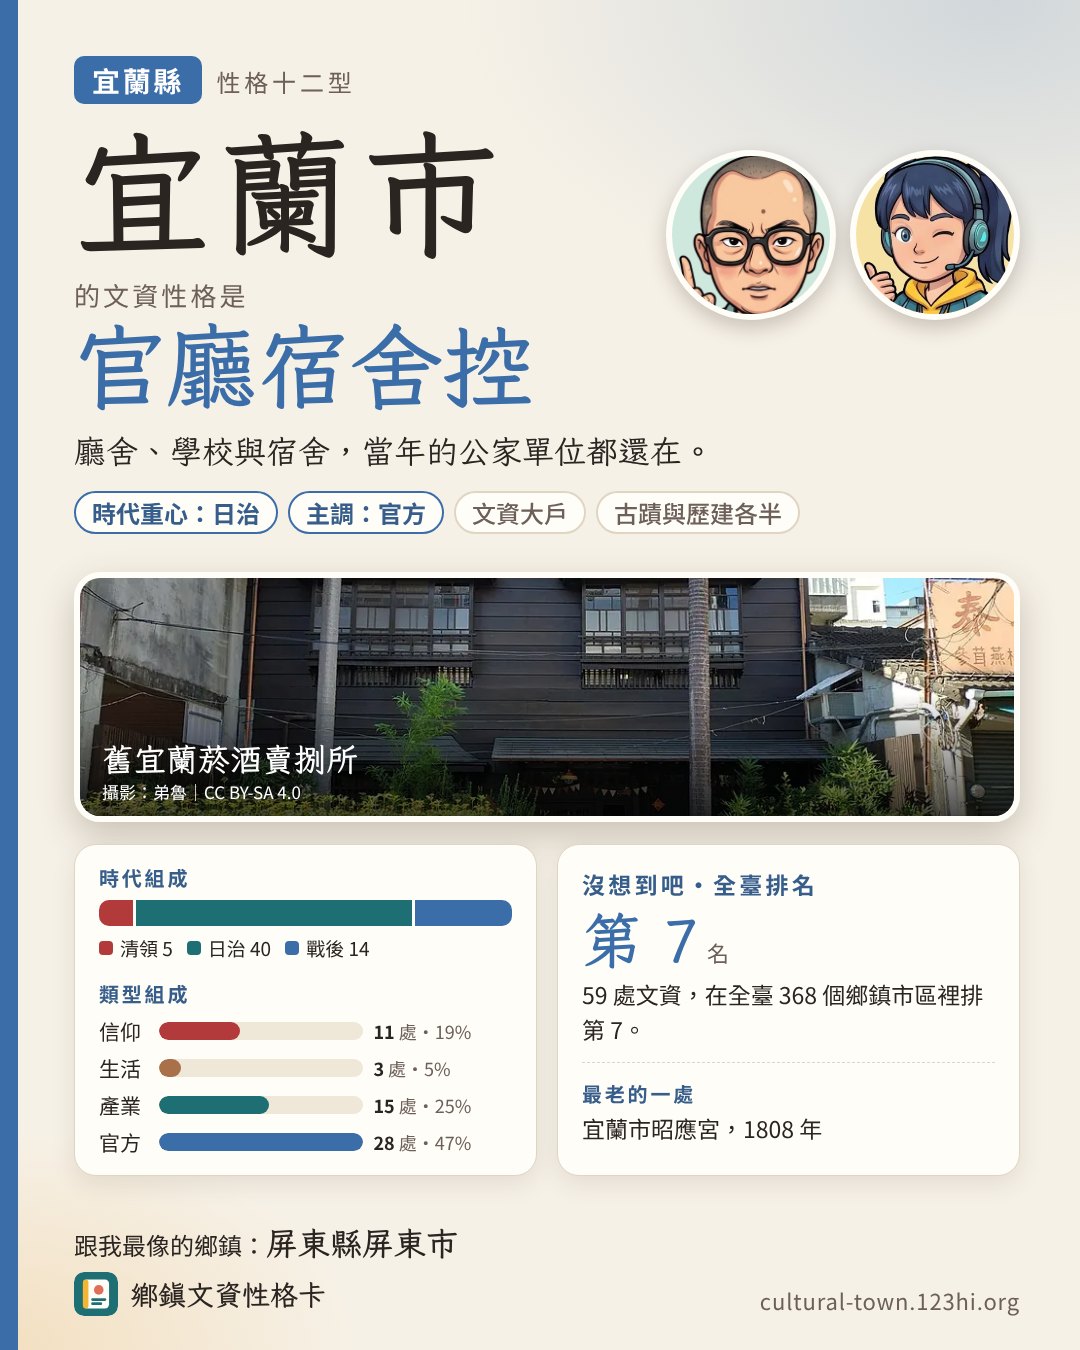 宜蘭縣 性格十二型
宜蘭市
的文資性格是
官廳宿舍控
廳舍、學校與宿舍，當年的公家單位都還在。
時代重心：日治 主調：官方 文資大戶 古蹟與歷建各半
泰
參茸燕
舊宜蘭菸酒賣捌所
攝影：弟魯｜CC BY-SA 4.0
時代組成
清領 5 日治 40 戰後 14
類型組成
信仰 11 處・19%
生活 3 處・5%
產業 15 處・25%
官方 28 處・47%
沒想到吧・全臺排名
第 7 名
59 處文資，在全臺 368 個鄉鎮市區裡排
第 7。
最老的一處
宜蘭市昭應宮，1808 年
跟我最像的鄉鎮：屏東縣屏東市
鄉鎮文資性格卡
cultural-town.123hi.org